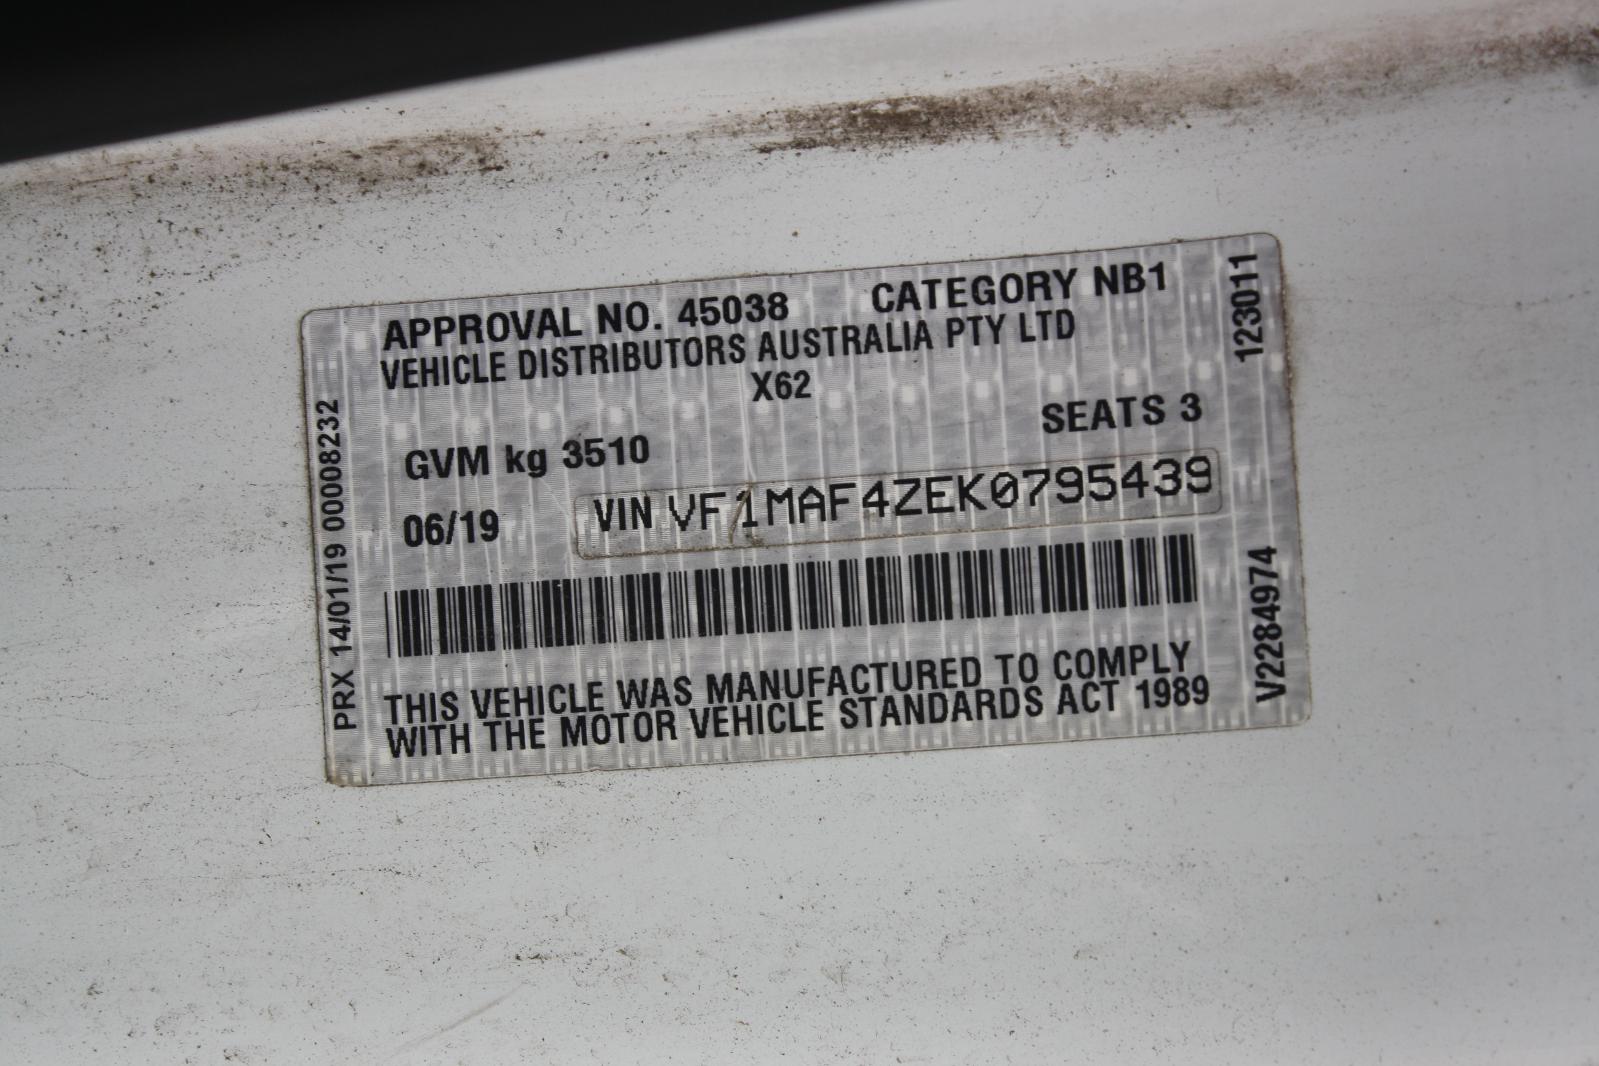 APPROVAL NO. 45038 CATEGORY NB1
VEHICLE DISTRIBUTORS AUSTRALIA PTY LTD
X62
GVM kg 3510 SEATS 3
06/19 VIN VF1MAF4ZEK0795439
THIS VEHICLE WAS MANUFACTURED TO COMPLY
WITH THE MOTOR VEHICLE STANDARDS ACT 1989
PRX 14/01/19 00008232
123011
V2284974